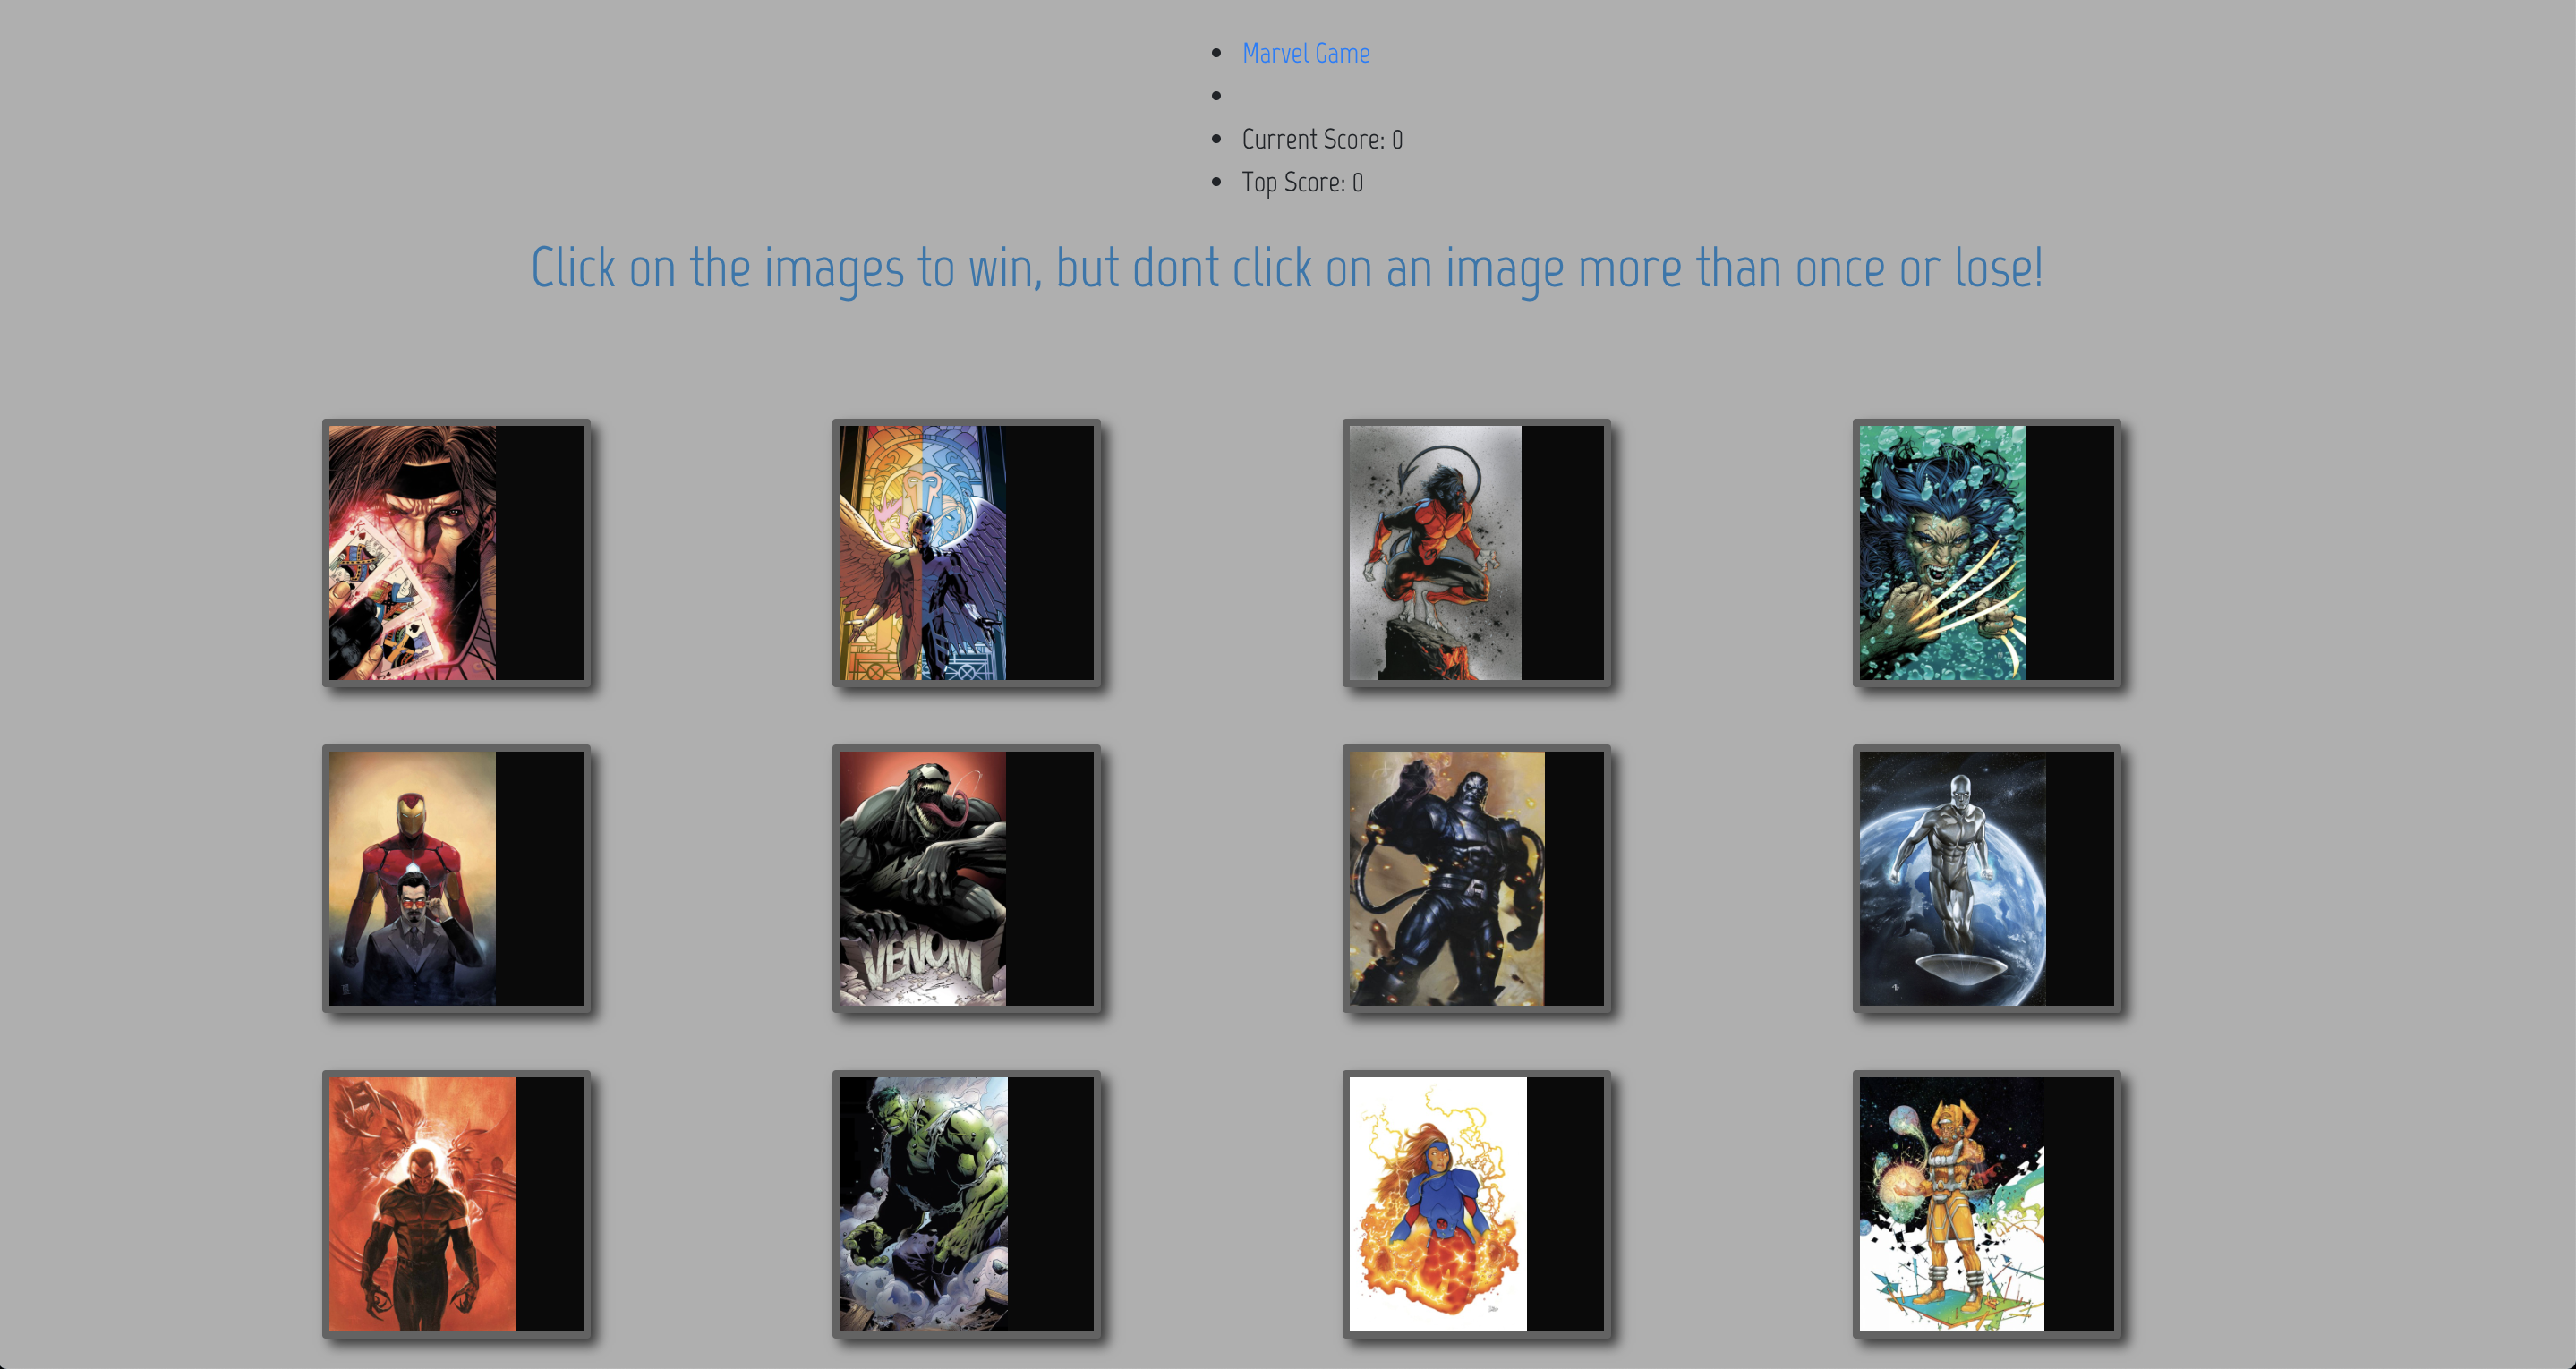 Marvel Game
Current Score: 0
Top Score: 0
Click on the images to win, but dont click on an image more than once or lose!
VENOM